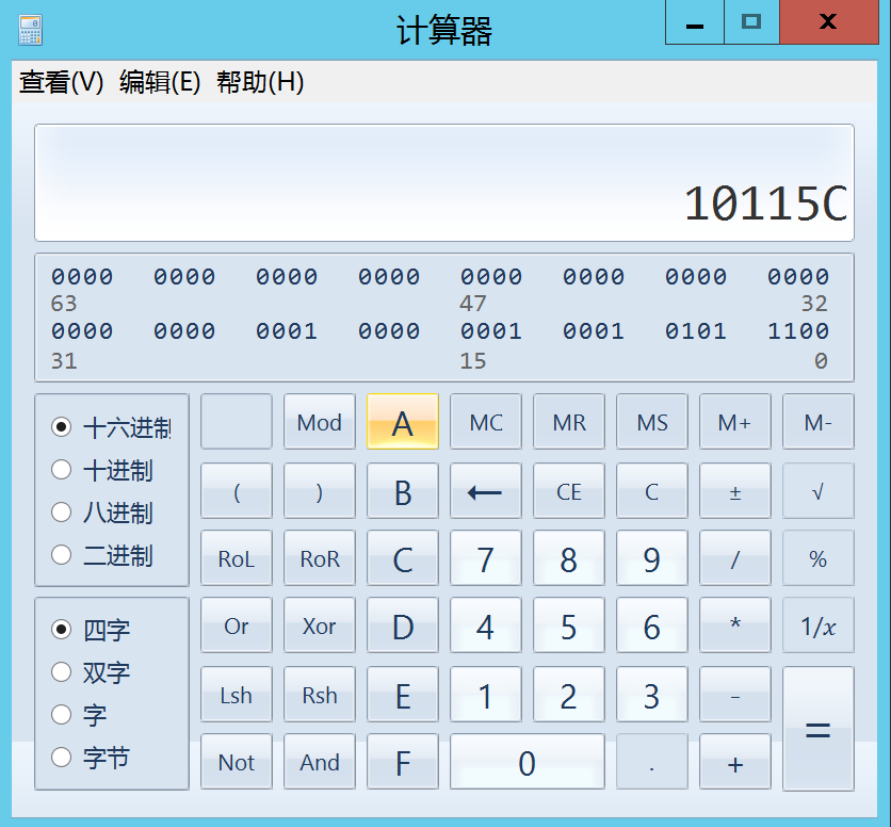 计算器
查看(V) 编辑(E) 帮助(H)
10115C
0000 0000 0000 0000 0000 0000 0000 0000
63 47 32
0000 0000 0001 0000 0001 0001 0101 1100
31 15 0
十六进制 Mod A MC MR MS M+ M-
十进制 ( ) B ← CE C ± √
八进制 RoL RoR C 7 8 9 / %
二进制
四字 Or Xor D 4 5 6 * 1/x
双字 Lsh Rsh E 1 2 3 - =
字
字节 Not And F 0 . +